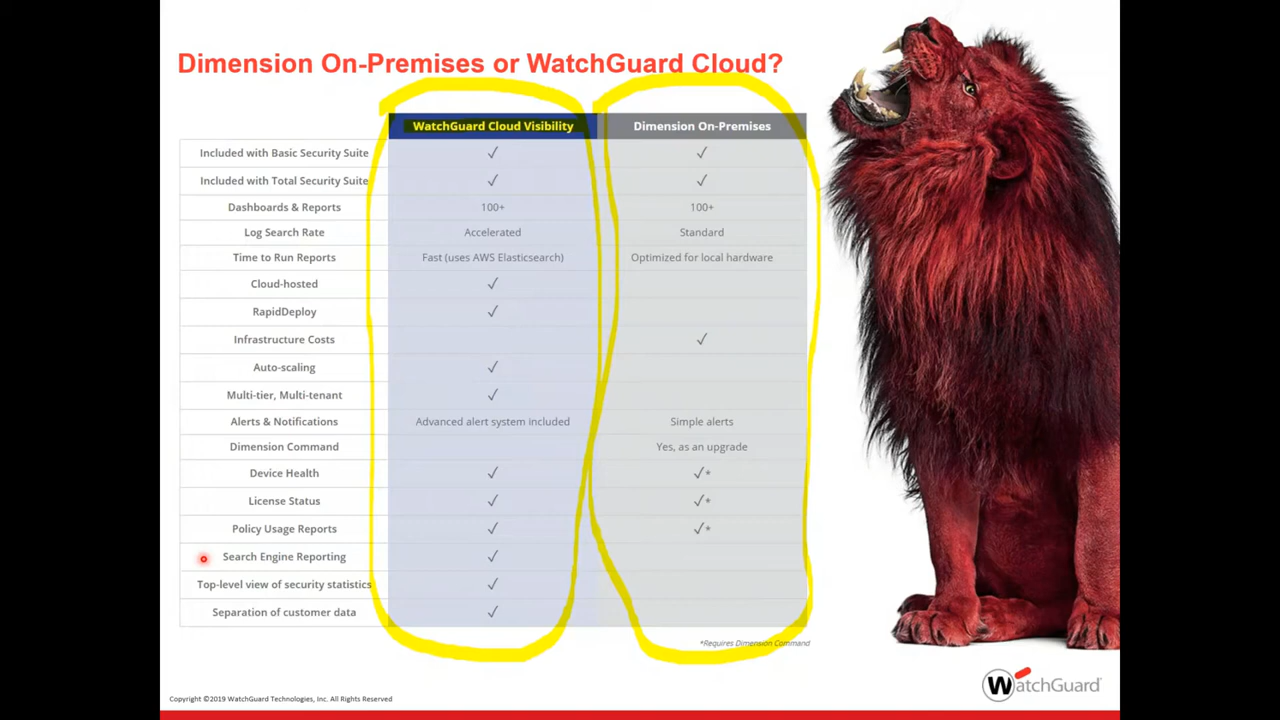 Dimension On-Premises or WatchGuard Cloud?
WatchGuard Cloud Visibility Dimension On-Premises
Included with Basic Security Suite ✓ ✓
Included with Total Security Suite ✓ ✓
Dashboards & Reports 100+ 100+
Log Search Rate Accelerated Standard
Time to Run Reports Fast (uses AWS Elasticsearch) Optimized for local hardware
Cloud-hosted ✓
RapidDeploy ✓
Infrastructure Costs ✓
Auto-scaling ✓
Multi-tier, Multi-tenant ✓
Alerts & Notifications Advanced alert system included Simple alerts
Dimension Command Yes, as an upgrade
Device Health ✓ ✓*
License Status ✓ ✓*
Policy Usage Reports ✓ ✓*
Search Engine Reporting ✓
Top-level view of security statistics ✓
Separation of customer data ✓
*Requires Dimension Command
WatchGuard
Copyright ©2019 WatchGuard Technologies, Inc. All Rights Reserved